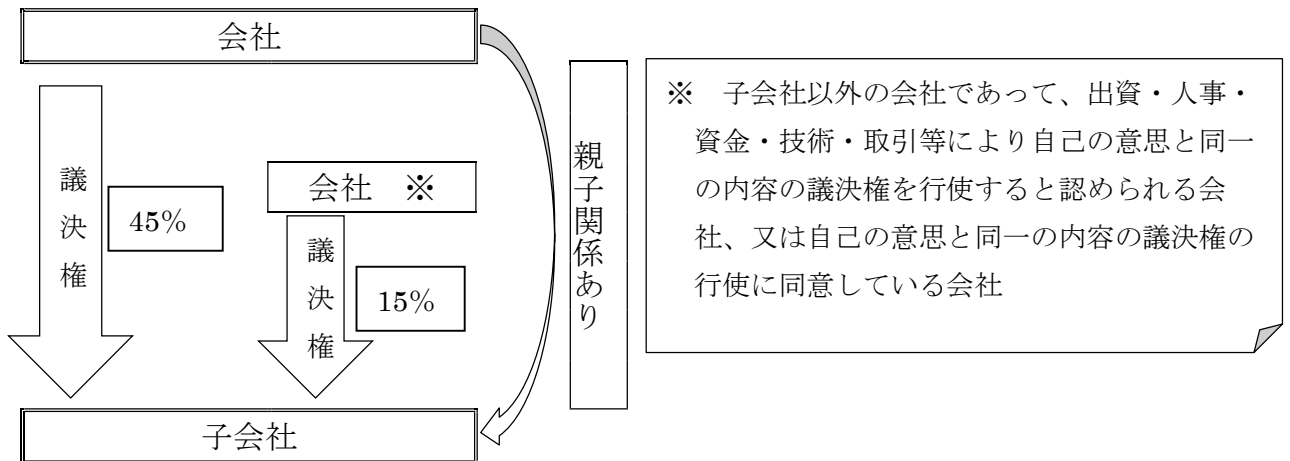 会社
議決権
45%
会社 ※
議決権
15%
親子関係あり
※ 子会社以外の会社であって、出資・人事・
資金・技術・取引等により自己の意思と同一
の内容の議決権を行使すると認められる会
社、又は自己の意思と同一の内容の議決権の
行使に同意している会社
子会社